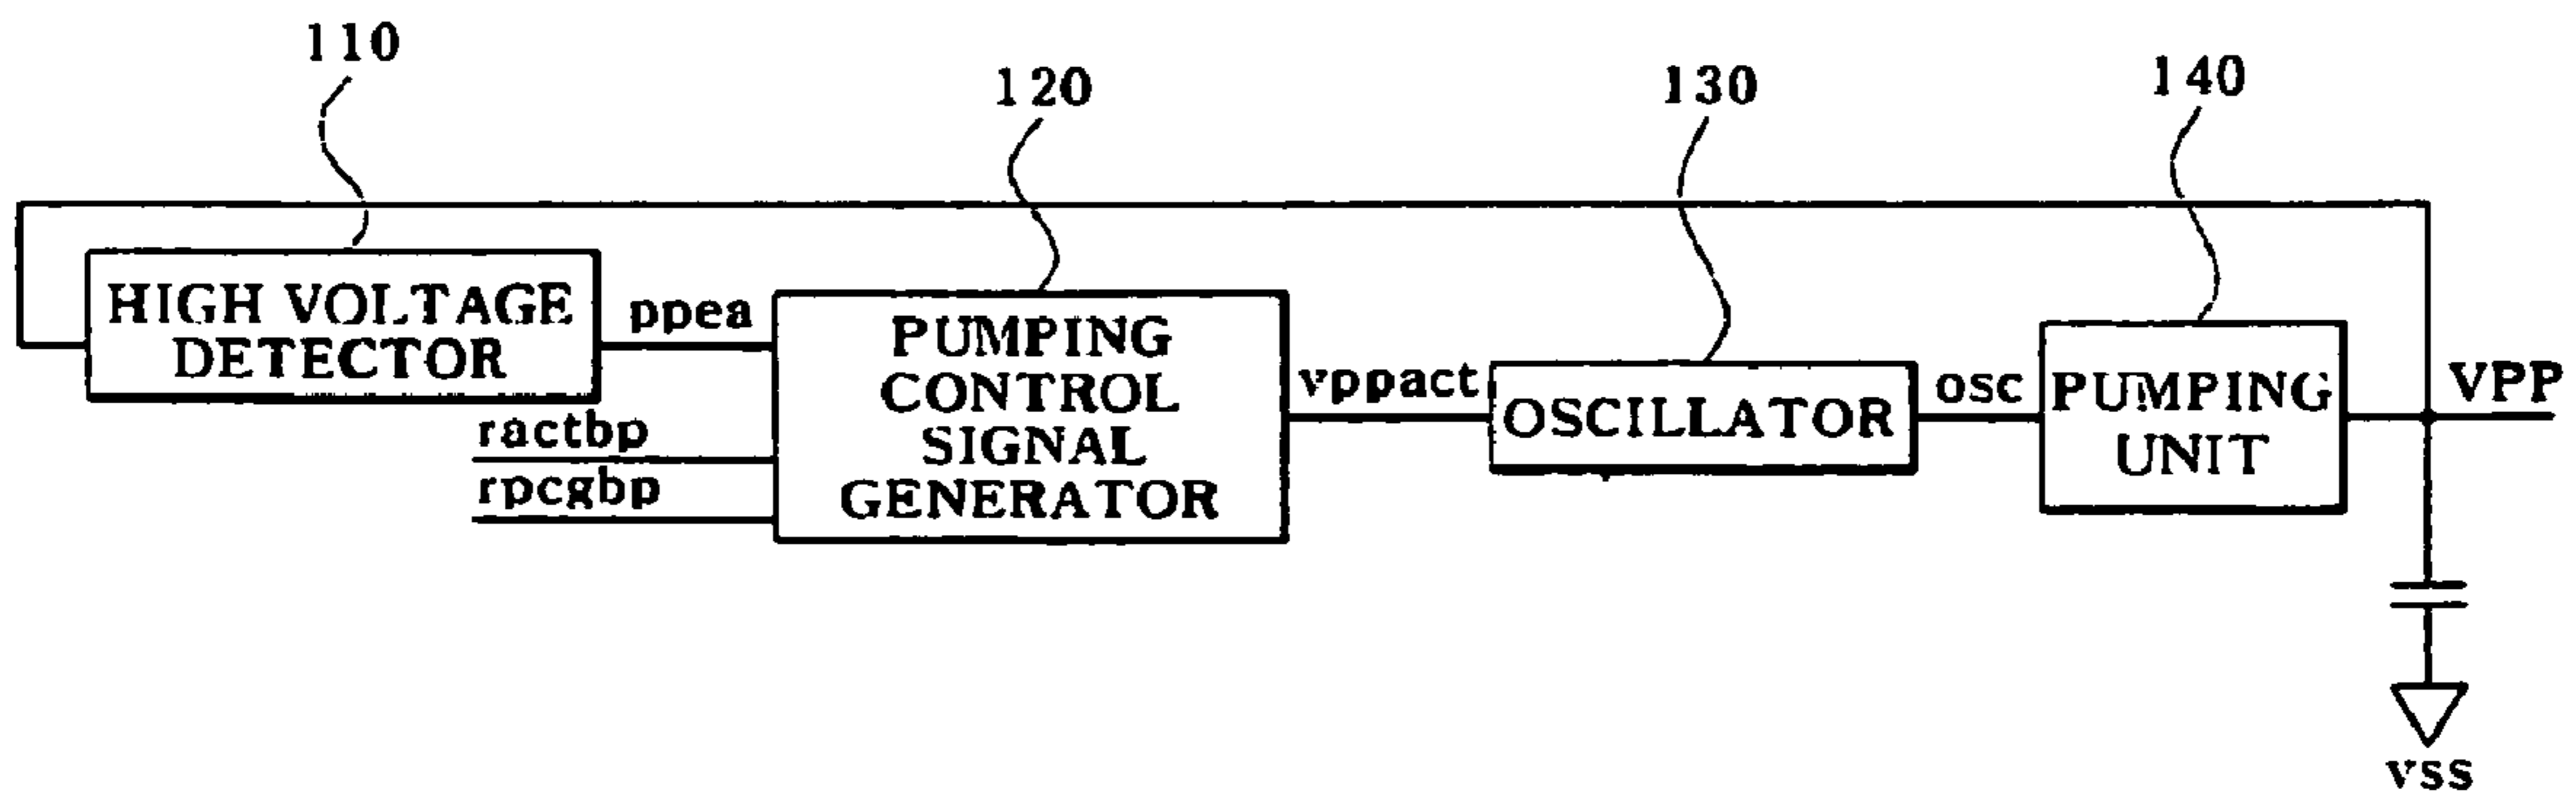 110
120
130
140
HIGH VOLTAGE
DETECTOR
ppea
ractbp
rpcgbp
PUMPING
CONTROL
SIGNAL
GENERATOR
vppact
OSCILLATOR
osc
PUMPING
UNIT
VPP
vss